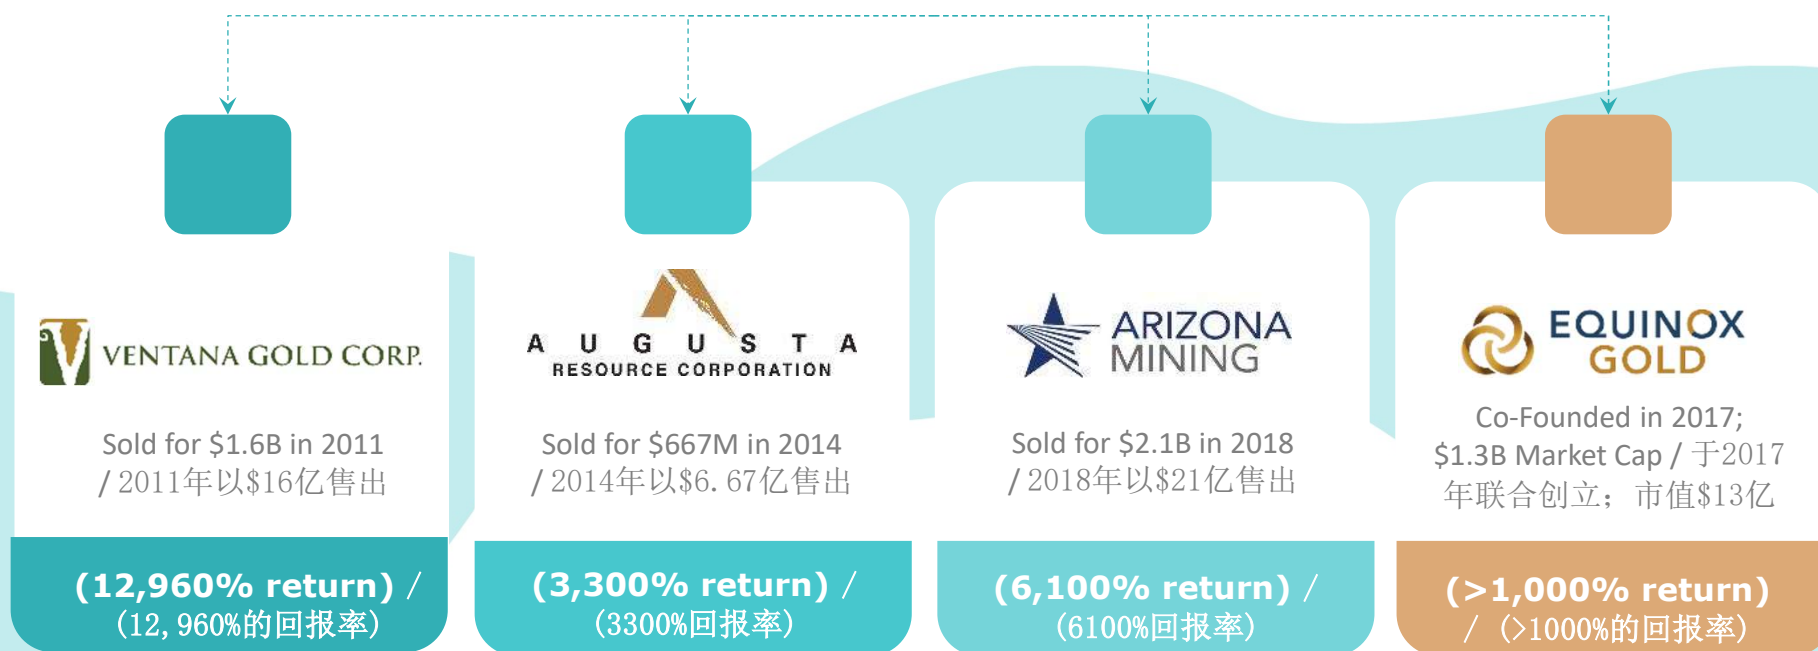 VENTANA GOLD CORP.
Sold for $1.6B in 2011
/ 2011年以$16亿售出
(12,960% return) /
(12,960%的回报率)
AUGUSTA
RESOURCE CORPORATION
Sold for $667M in 2014
/ 2014年以$6.67亿售出
(3,300% return) /
(3300%回报率)
ARIZONA
MINING
Sold for $2.1B in 2018
/ 2018年以$21亿售出
(6,100% return) /
(6100%回报率)
EQUINOX
GOLD
Co-Founded in 2017;
$1.3B Market Cap / 于2017
年联合创立；市值$13亿
(>1,000% return)
/ (>1000%的回报率)